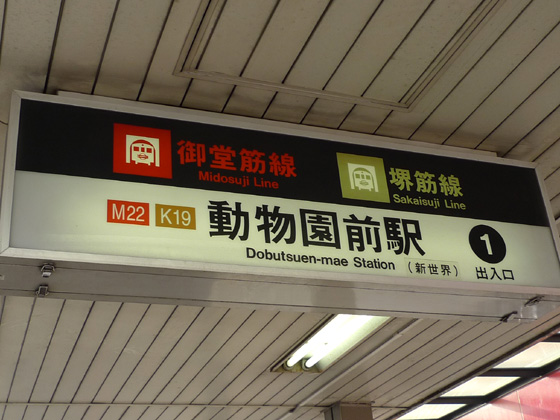 御堂筋線 堺筋線
Midosuji Line Sakaisuji Line
M22 K19 動物園前駅 1
Dobutsuen-mae Station (新世界) 出入口